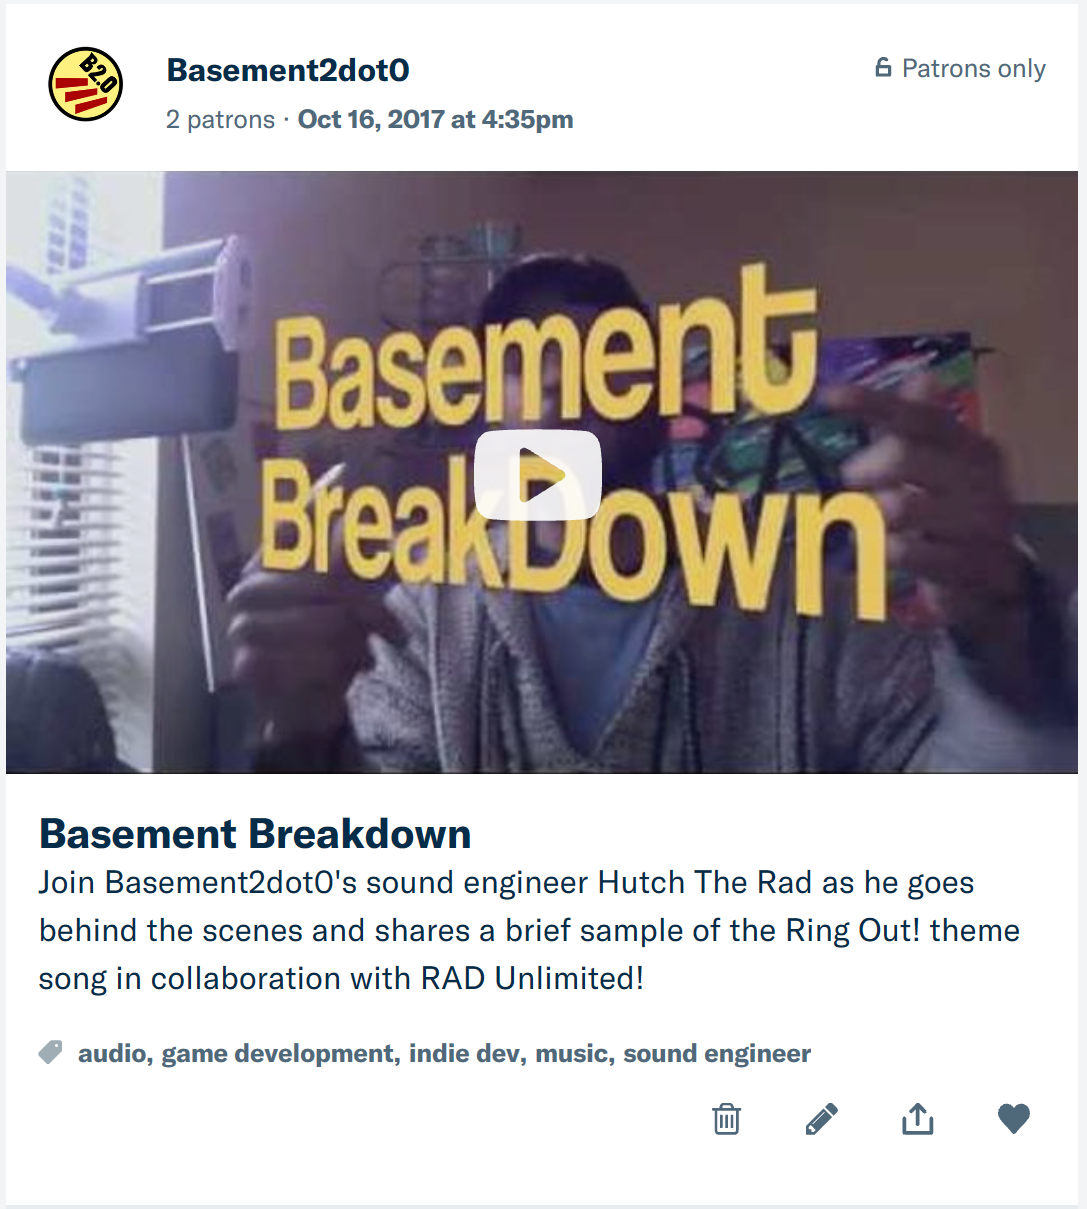 B2.0
Basement2dot0
Patrons only
2 patrons · Oct 16, 2017 at 4:35pm
Basement
BreakDown
Basement Breakdown
Join Basement2dot0's sound engineer Hutch The Rad as he goes
behind the scenes and shares a brief sample of the Ring Out! theme
song in collaboration with RAD Unlimited!
audio, game development, indie dev, music, sound engineer